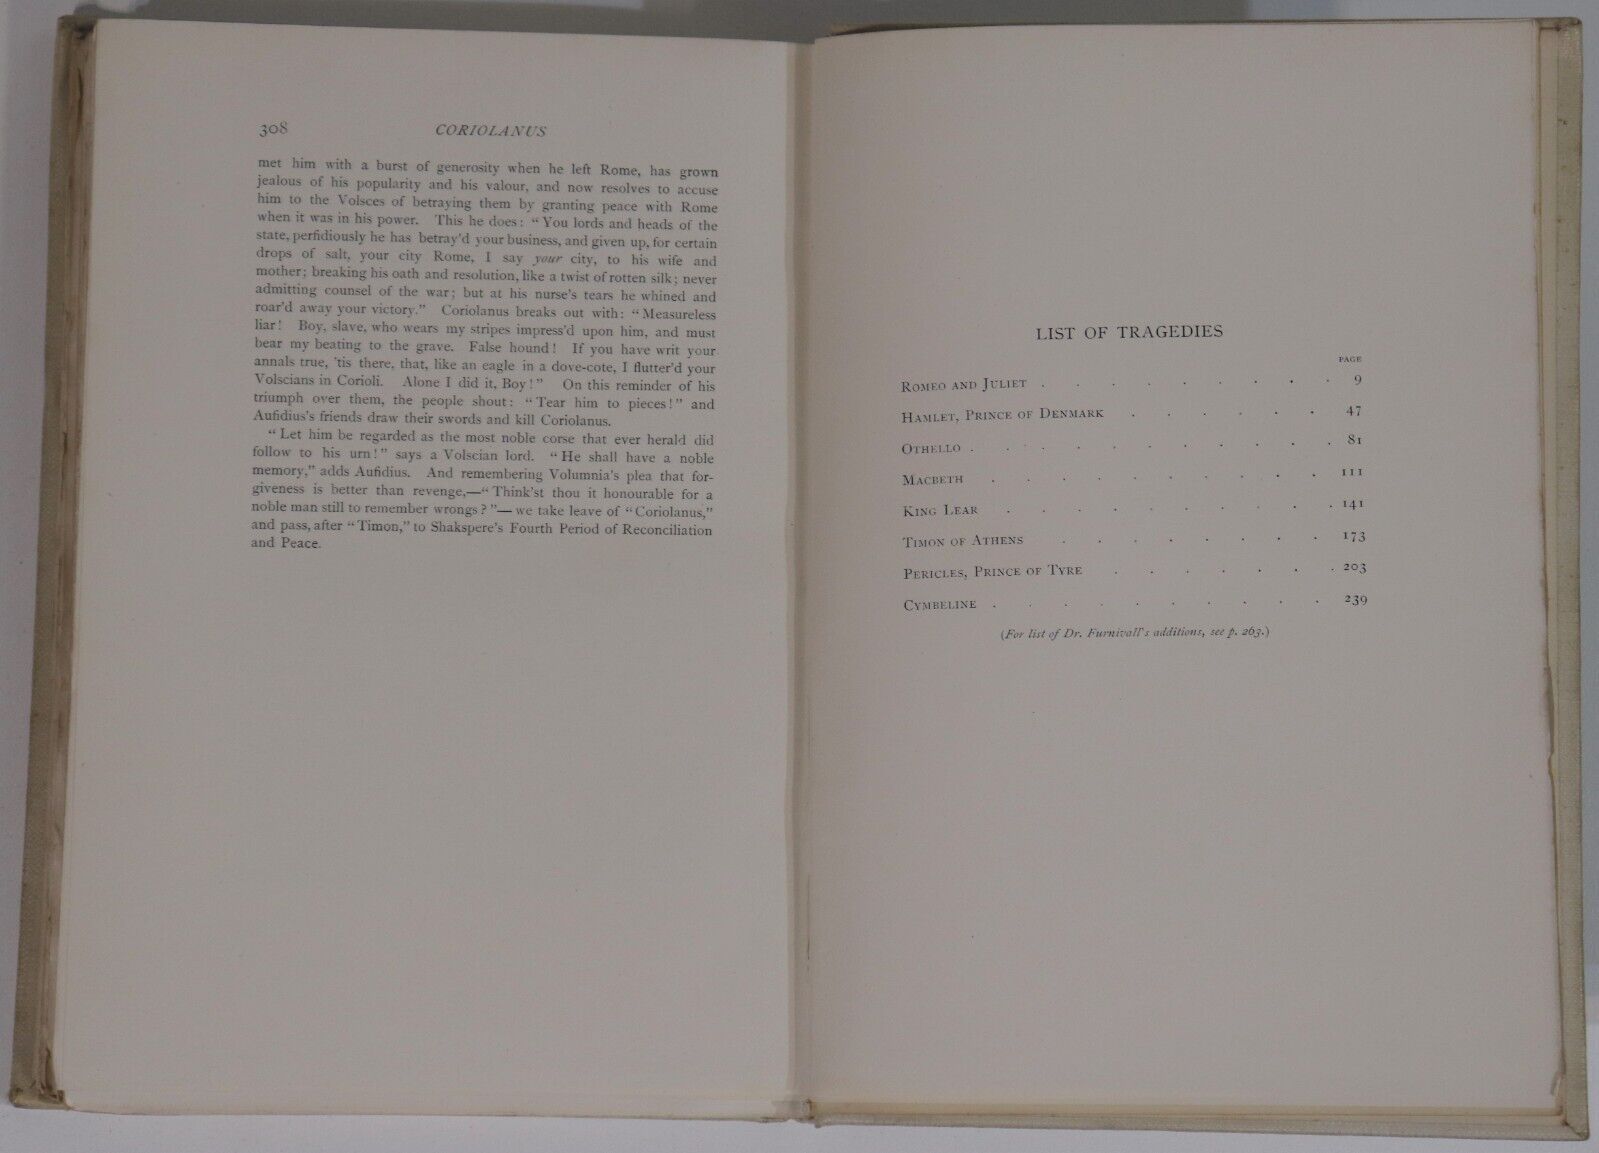 308 CORIOLANUS
met him with a burst of generosity when he left Rome, has grown
jealous of his popularity and his valour, and now resolves to accuse
him to the Volsces of betraying them by granting peace with Rome
when it was in his power. This he does: "You lords and heads of the
state, perfidiously he has betray'd your business, and given up, for certain
drops of salt, your city Rome, I say your city, to his wife and
mother; breaking his oath and resolution, like a twist of rotten silk; never
admitting counsel of the war; but at his nurse's tears he whined and
roar'd away your victory." Coriolanus breaks out with: "Measureless
liar! Boy, slave, who wears my stripes impress'd upon him, and must
bear my beating to the grave. False hound! If you have writ your
annals true, 'tis there, that, like an eagle in a dove-cote, I flutter'd your
Volscians in Corioli. Alone I did it, Boy!" On this reminder of his
triumph over them, the people shout: "Tear him to pieces!" and
Aufidius's friends draw their swords and kill Coriolanus.
"Let him be regarded as the most noble corse that ever herald did
follow to his urn!" says a Volscian lord. "He shall have a noble
memory," adds Aufidius. And remembering Volumnia's plea that for-
giveness is better than revenge,—"Think'st thou it honourable for a
noble man still to remember wrongs?"—we take leave of "Coriolanus,"
and pass, after "Timon," to Shakspere's Fourth Period of Reconciliation
and Peace.
LIST OF TRAGEDIES
PAGE
ROMEO AND JULIET . . . . . . . . . 9
HAMLET, PRINCE OF DENMARK . . . . . . 47
OTHELLO . . . . . . . . . . . 81
MACBETH . . . . . . . . . . 111
KING LEAR . . . . . . . . . . 141
TIMON OF ATHENS . . . . . . . . 173
PERICLES, PRINCE OF TYRE . . . . . . . 203
CYMBELINE . . . . . . . . . . 239
(For list of Dr. Furnivall's additions, see p. 263.)